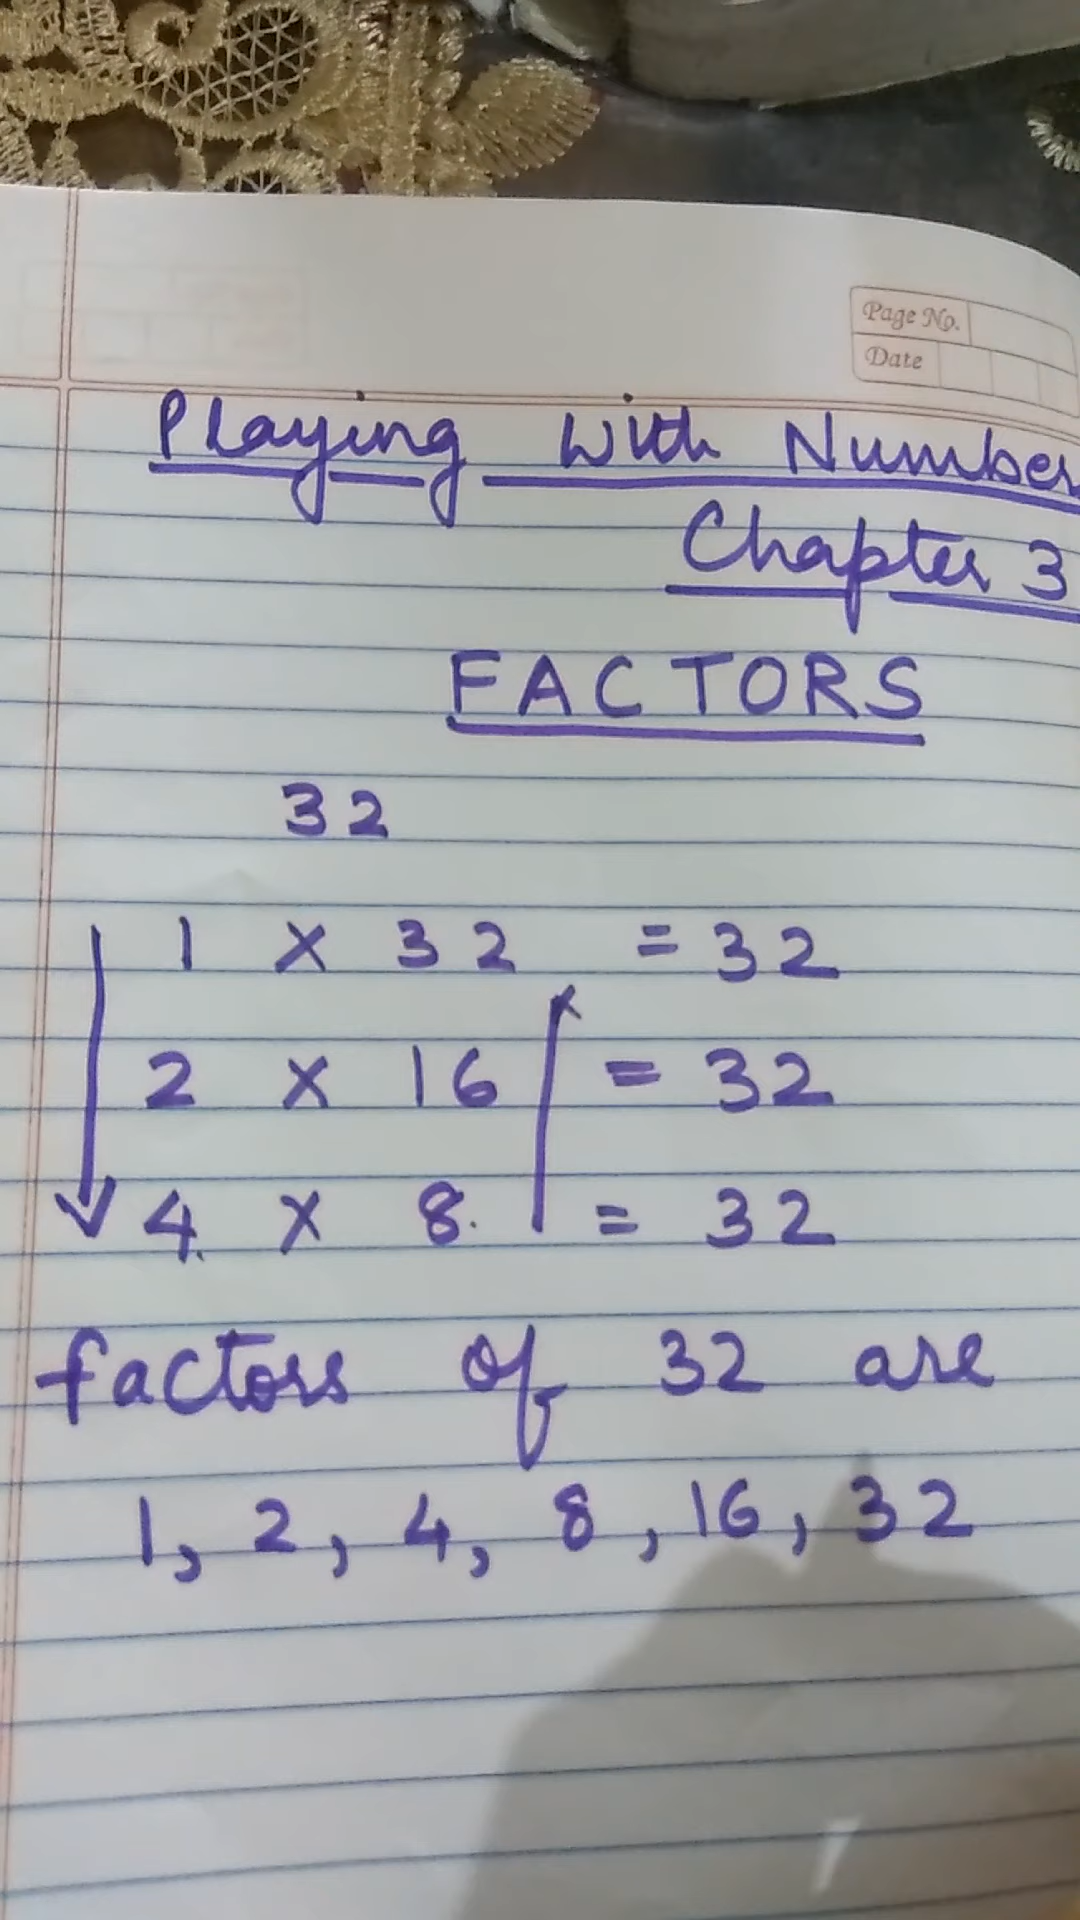 Page No.
Date
Playing with Number
Chapter 3
FACTORS
32
1 x 32 = 32
2 x 16 = 32
4. x 8. = 32
factors of 32 are
1, 2, 4, 8, 16, 32